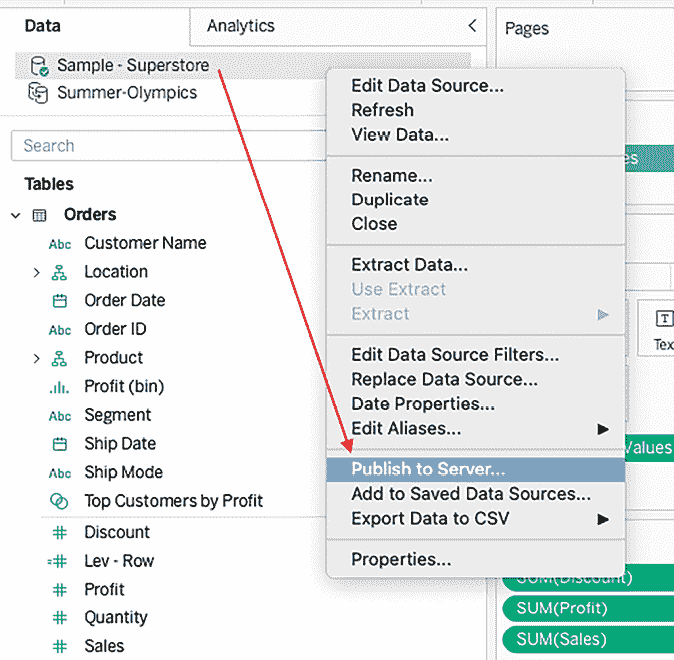 Data
Analytics
Pages
Sample - Superstore
Summer-Olympics
Search
Tables
Orders
Abc Customer Name
Location
Order Date
Abc Order ID
Product
Profit (bin)
Abc Segment
Ship Date
Abc Ship Mode
Top Customers by Profit
Discount
Lev - Row
Profit
Quantity
Sales
Edit Data Source...
Refresh
View Data...
Rename...
Duplicate
Close
Extract Data...
Use Extract
Extract
Edit Data Source Filters...
Replace Data Source...
Date Properties...
Edit Aliases...
Publish to Server...
Add to Saved Data Sources...
Export Data to CSV
Properties...
T
Tex
Values
SUM(Discount)
SUM(Profit)
SUM(Sales)